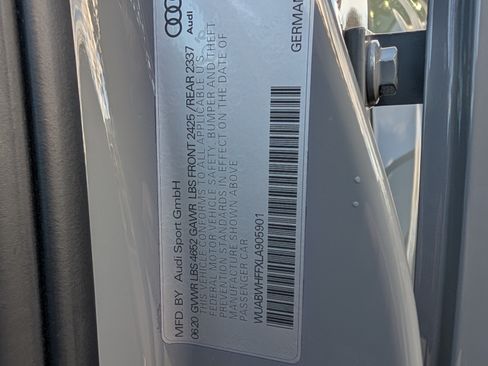 Audi
GERMAN
MFD. BY Audi Sport GmbH
06.20 GVWR LBS 4652 GAWR LBS FRONT 2425 /REAR 2337
THIS VEHICLE CONFORMS TO ALL APPLICABLE U.S.
FEDERAL MOTOR VEHICLE SAFETY, BUMPER AND THEFT
PREVENTION STANDARDS IN EFFECT ON THE DATE OF
MANUFACTURE SHOWN ABOVE
PASSENGER CAR
WUABWHFFXLA905901